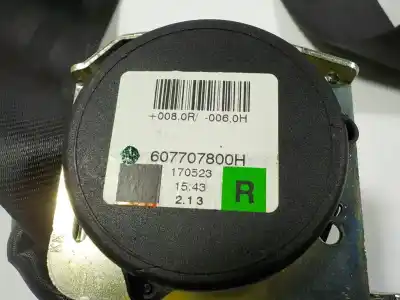 +008,0R/ -006,0H
607707800H
170523
15:43
2.13
R